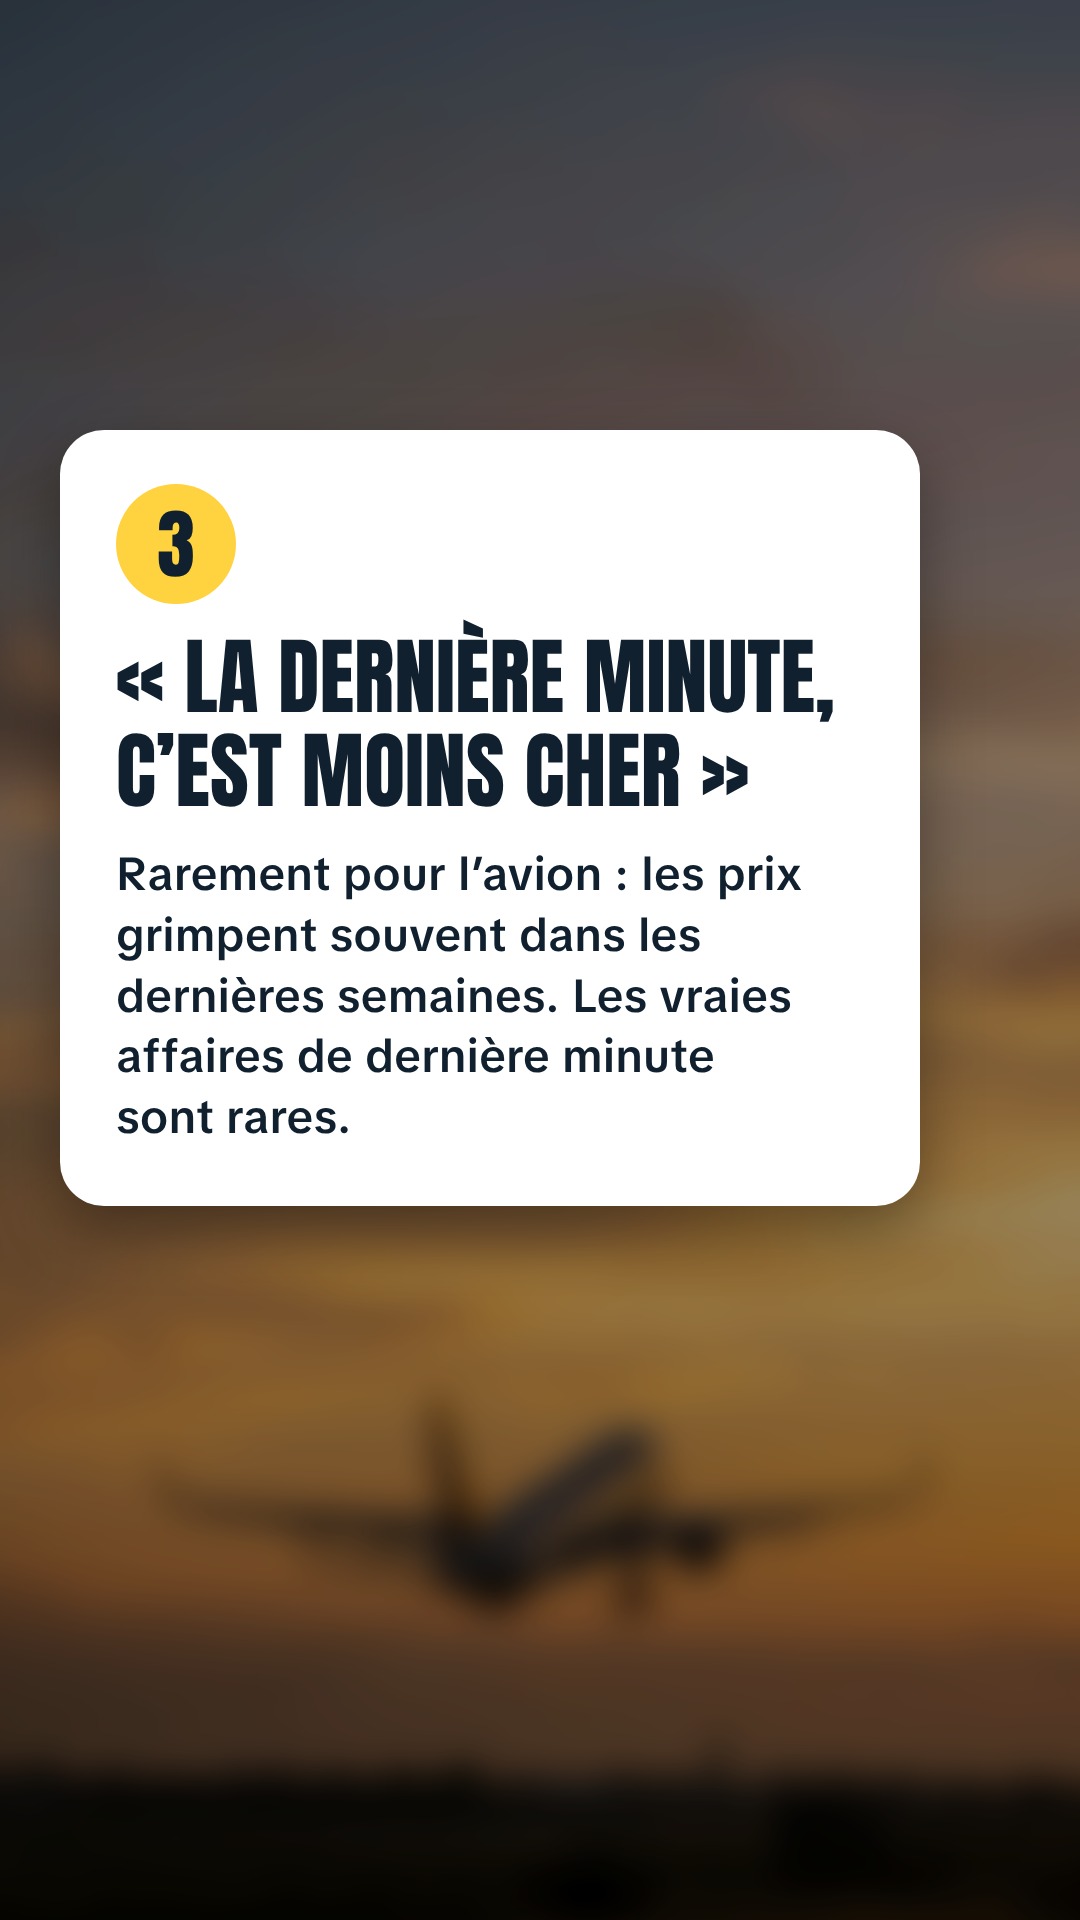 3
« LA DERNIÈRE MINUTE,
C’EST MOINS CHER »
Rarement pour l’avion : les prix
grimpent souvent dans les
dernières semaines. Les vraies
affaires de dernière minute
sont rares.